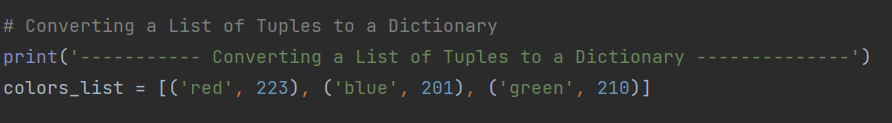 # Converting a List of Tuples to a Dictionary
print('----------- Converting a List of Tuples to a Dictionary --------------')
colors_list = [('red', 223), ('blue', 201), ('green', 210)]